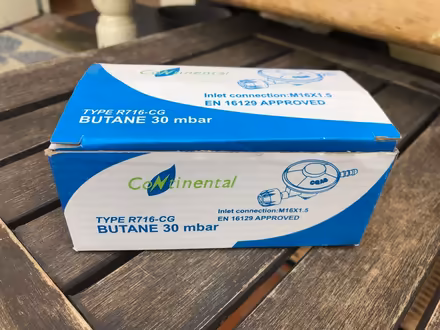 Continental
Inlet connection:M16X1.5
EN 16129 APPROVED
TYPE R716-CG
BUTANE 30 mbar
Continental
TYPE R716-CG
BUTANE 30 mbar
Inlet connection:M16X1.5
EN 16129 APPROVED